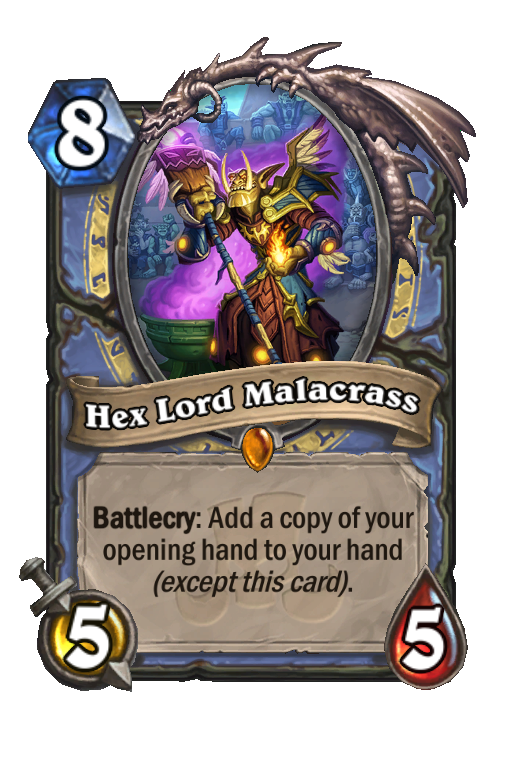 8
Hex Lord Malacrass
Battlecry: Add a copy of your
opening hand to your hand
(except this card).
5
5